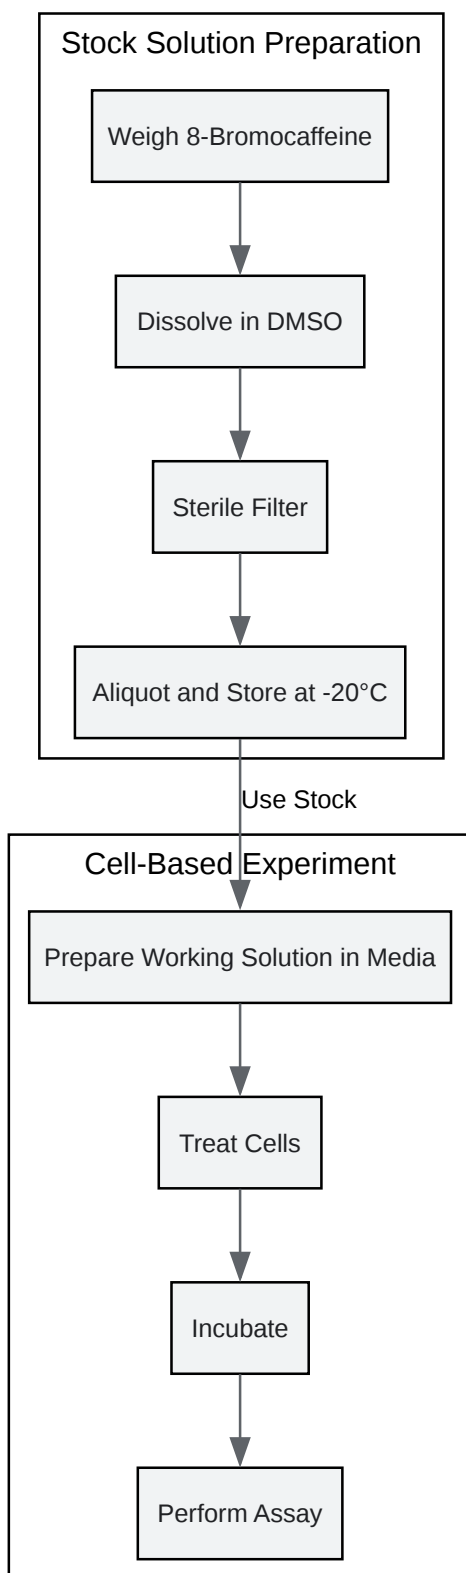 Stock Solution Preparation
Weigh 8-Bromocaffeine
Dissolve in DMSO
Sterile Filter
Aliquot and Store at -20°C
Use Stock
Cell-Based Experiment
Prepare Working Solution in Media
Treat Cells
Incubate
Perform Assay